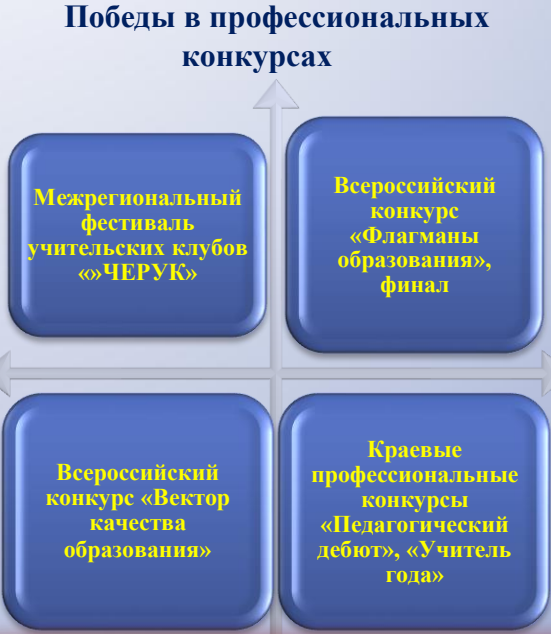 Победы в профессиональных
конкурсах
Межрегиональный
фестиваль
учительских клубов
«»ЧЕРУК»
Всероссийский
конкурс
«Флагманы
образования»,
финал
Всероссийский
конкурс «Вектор
качества
образования»
Краевые
профессиональные
конкурсы
«Педагогический
дебют», «Учитель
года»